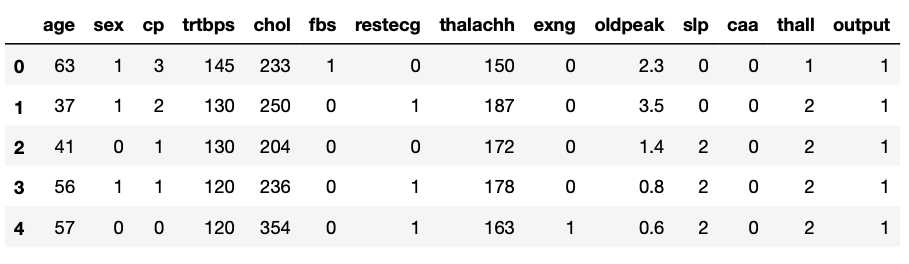 age sex cp trtbps chol fbs restecg thalachh exng oldpeak slp caa thall output
0 63 1 3 145 233 1 0 150 0 2.3 0 0 1 1
1 37 1 2 130 250 0 1 187 0 3.5 0 0 2 1
2 41 0 1 130 204 0 0 172 0 1.4 2 0 2 1
3 56 1 1 120 236 0 1 178 0 0.8 2 0 2 1
4 57 0 0 120 354 0 1 163 1 0.6 2 0 2 1